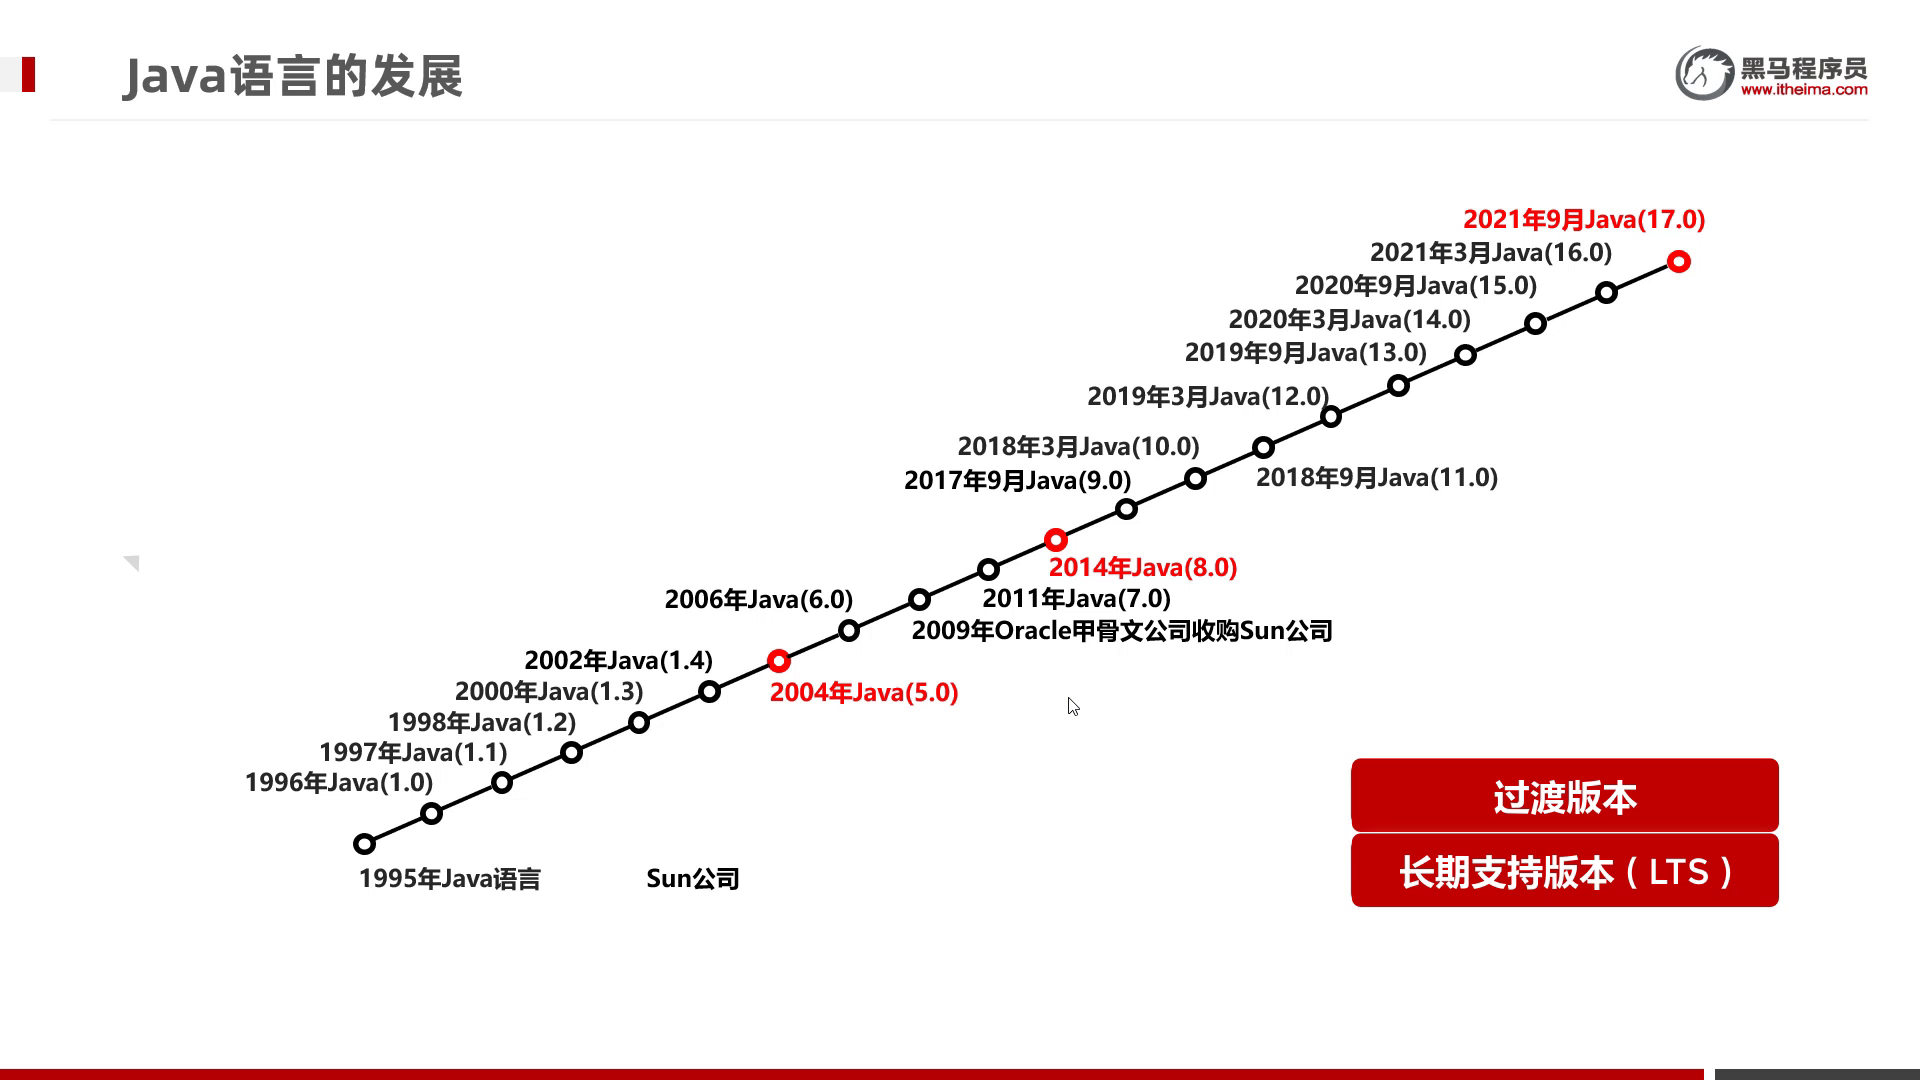 Java语言的发展
黑马程序员
www.itheima.com
2021年9月Java(17.0)
2021年3月Java(16.0)
2020年9月Java(15.0)
2020年3月Java(14.0)
2019年9月Java(13.0)
2019年3月Java(12.0)
2018年3月Java(10.0)
2018年9月Java(11.0)
2017年9月Java(9.0)
2014年Java(8.0)
2006年Java(6.0)
2011年Java(7.0)
2009年Oracle甲骨文公司收购Sun公司
2002年Java(1.4)
2000年Java(1.3)
2004年Java(5.0)
1998年Java(1.2)
1997年Java(1.1)
1996年Java(1.0)
过渡版本
长期支持版本（LTS）
1995年Java语言
Sun公司